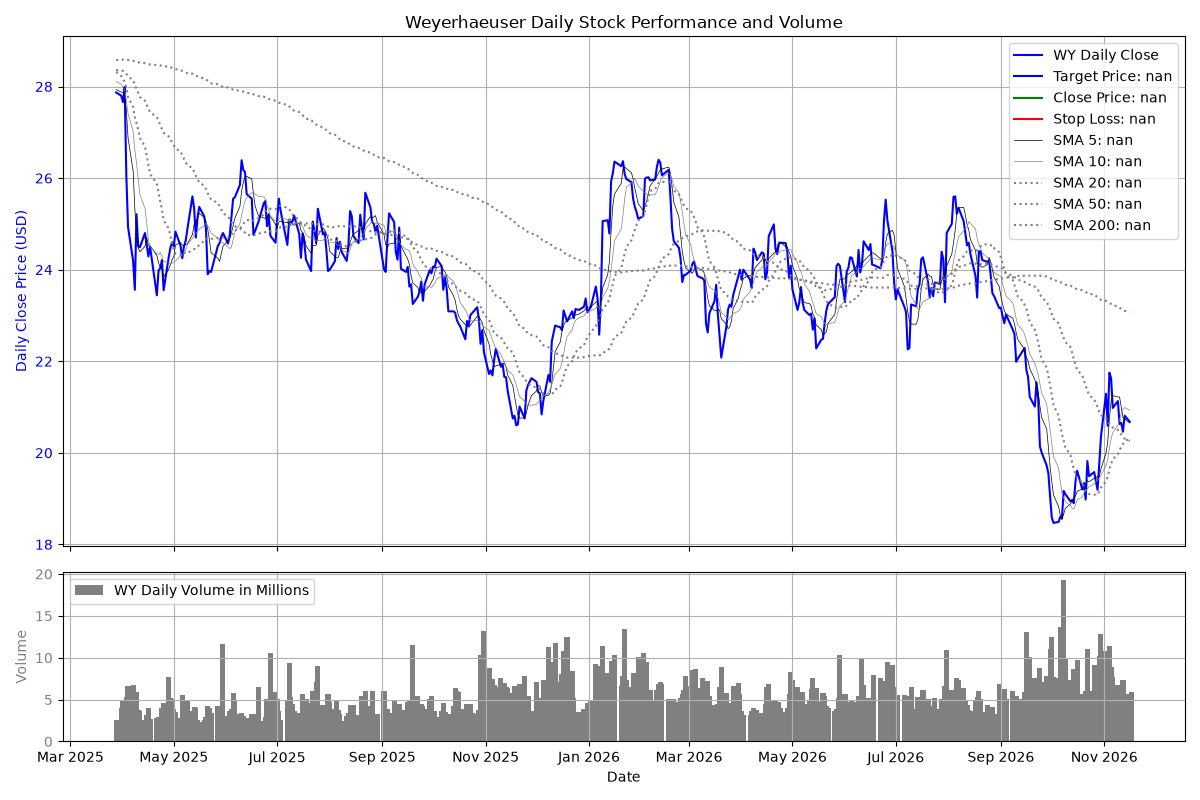 Weyerhaeuser Daily Stock Performance and Volume
WY Daily Close
Target Price: nan
Close Price: nan
Stop Loss: nan
SMA 5: nan
SMA 10: nan
SMA 20: nan
SMA 50: nan
SMA 200: nan
Daily Close Price (USD)
28
26
24
22
20
18
WY Daily Volume in Millions
Volume
20
15
10
5
0
Mar 2025 May 2025 Jul 2025 Sep 2025 Nov 2025 Jan 2026 Mar 2026 May 2026 Jul 2026 Sep 2026 Nov 2026
Date